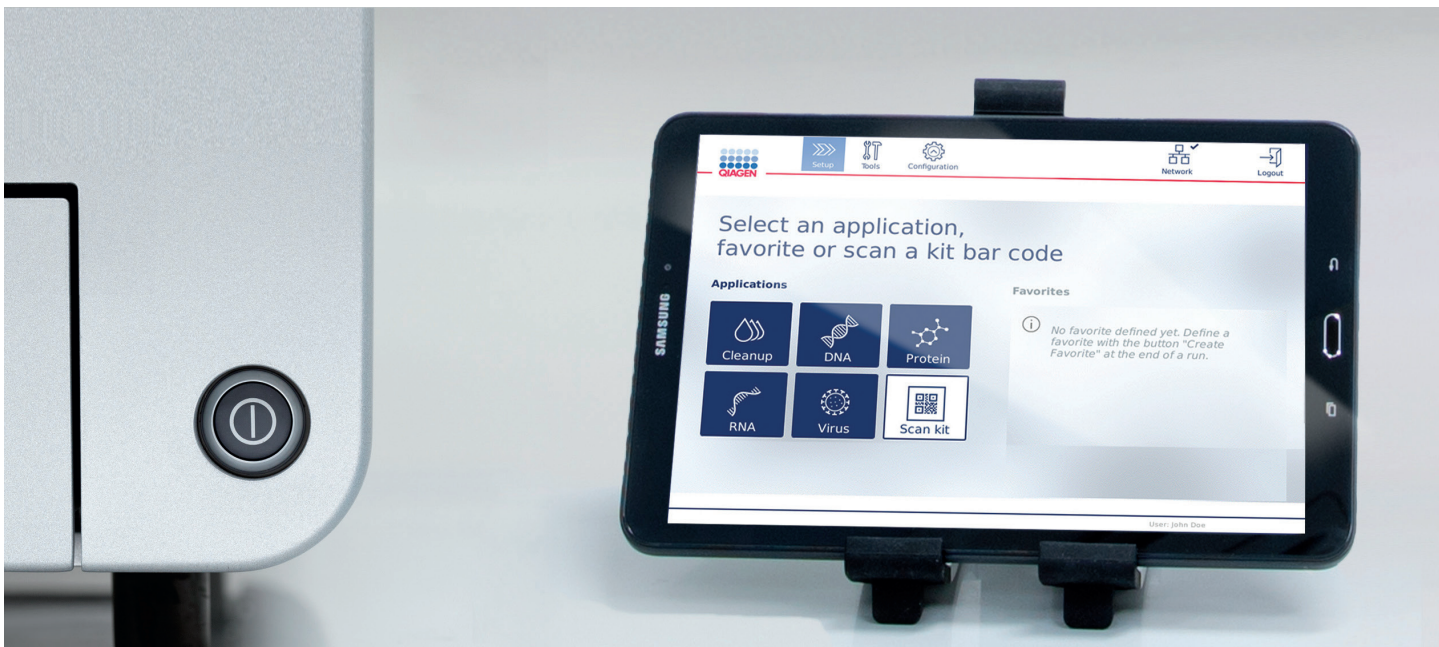 SAMSUNG
QIAGEN
Setup
Tools
Configuration
Network
Logout
Select an application,
favorite or scan a kit bar code
Applications
Cleanup
DNA
Protein
RNA
Virus
Scan kit
Favorites
No favorite defined yet. Define a
favorite with the button "Create
Favorite" at the end of a run.
User: John Doe